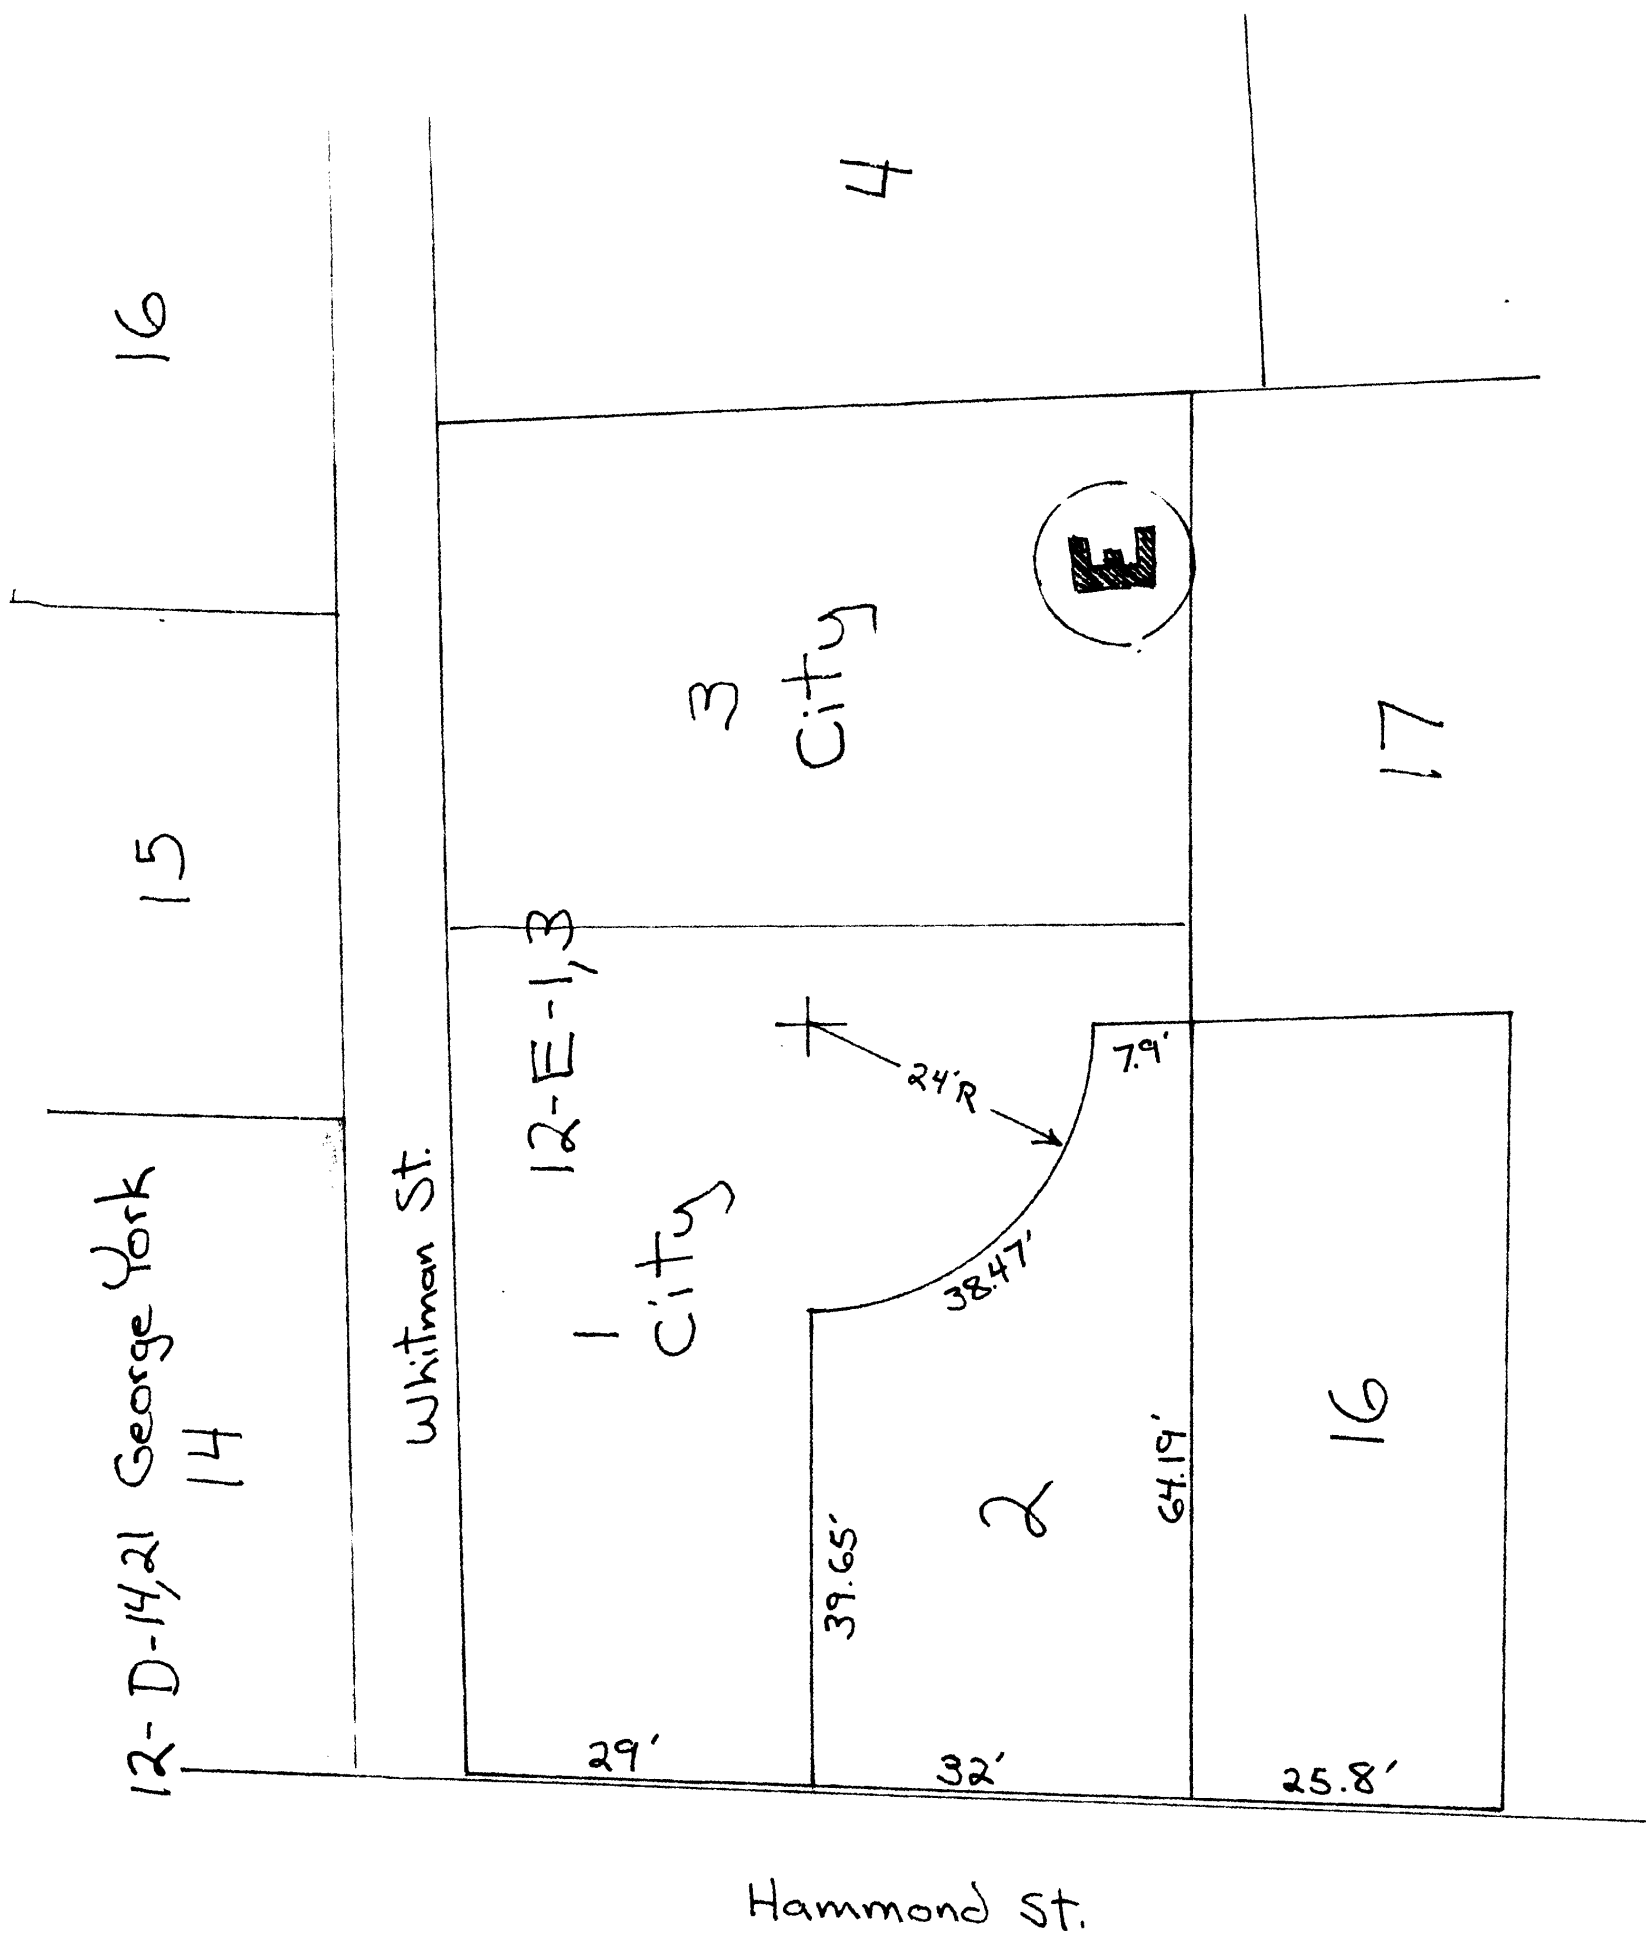 12-D-14,21 George York
14
15
16
Whitman St.
12-E-1,3
1
City
3
City
4
E
24'R
7.9'
38.47'
39.65'
2
64.19'
16
17
29'
32'
25.8'
Hammond St.